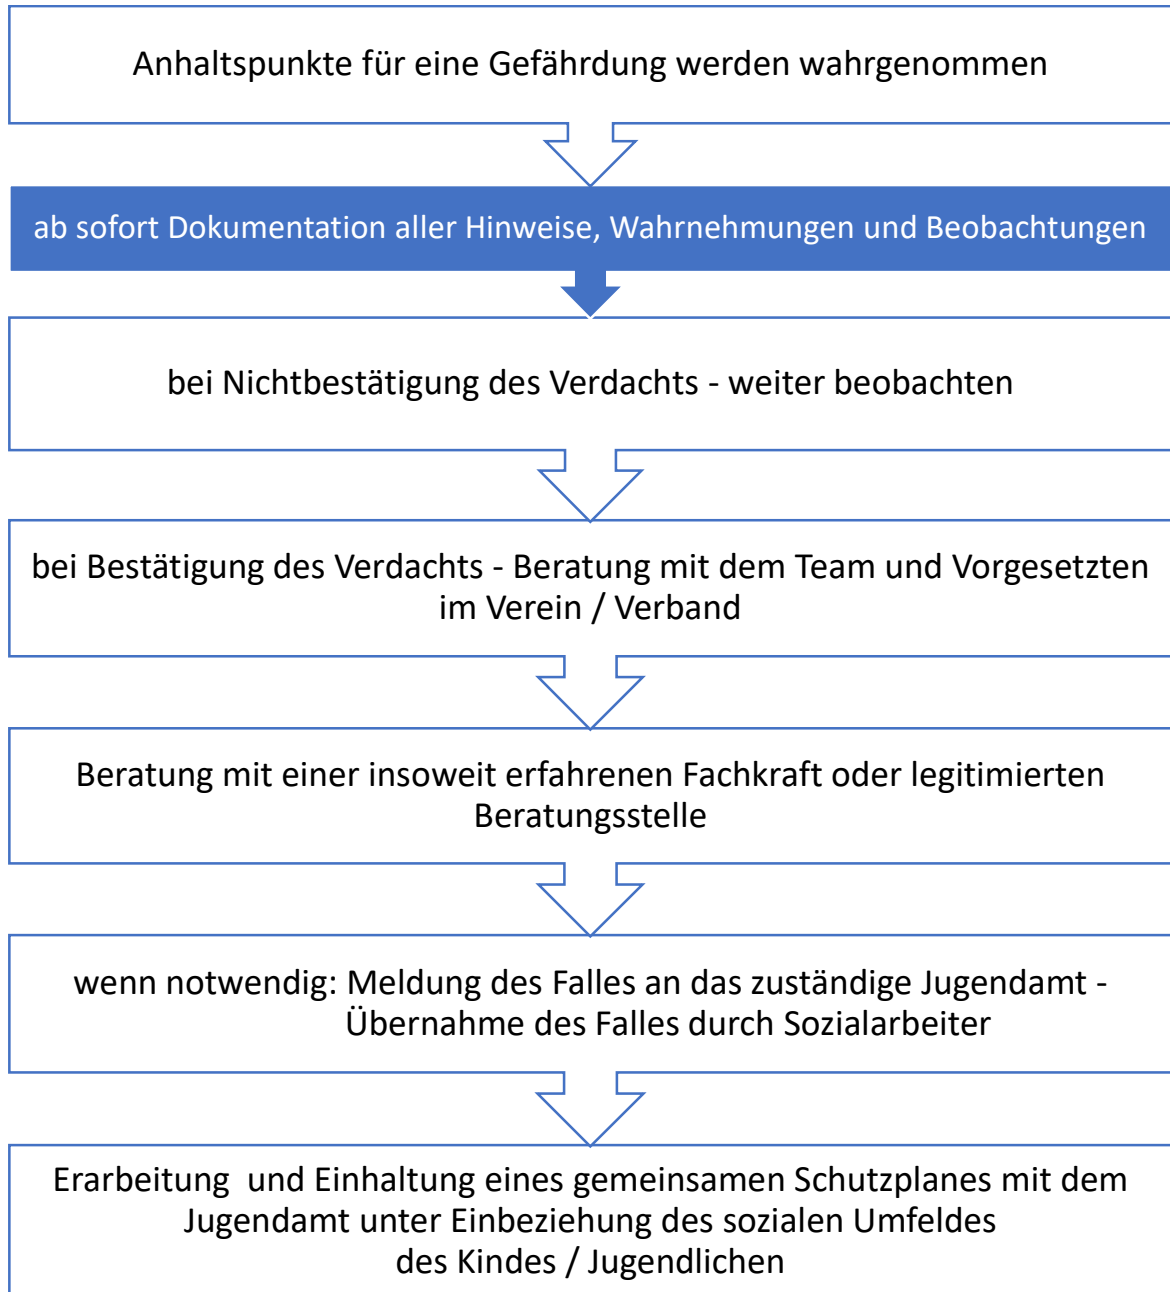 Anhaltspunkte für eine Gefährdung werden wahrgenommen
ab sofort Dokumentation aller Hinweise, Wahrnehmungen und Beobachtungen
bei Nichtbestätigung des Verdachts - weiter beobachten
bei Bestätigung des Verdachts - Beratung mit dem Team und Vorgesetzten
im Verein / Verband
Beratung mit einer insoweit erfahrenen Fachkraft oder legitimierten
Beratungsstelle
wenn notwendig: Meldung des Falles an das zuständige Jugendamt -
Übernahme des Falles durch Sozialarbeiter
Erarbeitung  und Einhaltung eines gemeinsamen Schutzplanes mit dem
Jugendamt unter Einbeziehung des sozialen Umfeldes
des Kindes / Jugendlichen